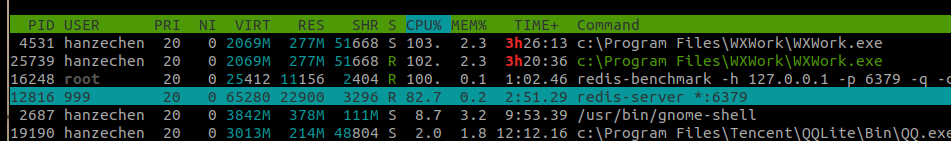 PID USER PRI NI VIRT RES SHR S CPU% MEM% TIME+ Command
4531 hanzechen 20 0 2069M 277M 51668 S 103. 2.3 3h26:13 c:\Program Files\WXWork\WXWork.exe
25739 hanzechen 20 0 2069M 277M 51668 R 102. 2.3 3h20:36 c:\Program Files\WXWork\WXWork.exe
16248 root 20 0 25412 11156 2404 R 100. 0.1 1:02.46 redis-benchmark -h 127.0.0.1 -p 6379 -q -c
12816 999 20 0 65280 22900 3296 R 82.7 0.2 2:51.29 redis-server *:6379
2687 hanzechen 20 0 3842M 378M 111M S 8.7 3.2 9:53.39 /usr/bin/gnome-shell
19190 hanzechen 20 0 3013M 214M 48804 S 2.0 1.8 12:12.16 c:\Program Files\Tencent\QQLite\Bin\QQ.exe